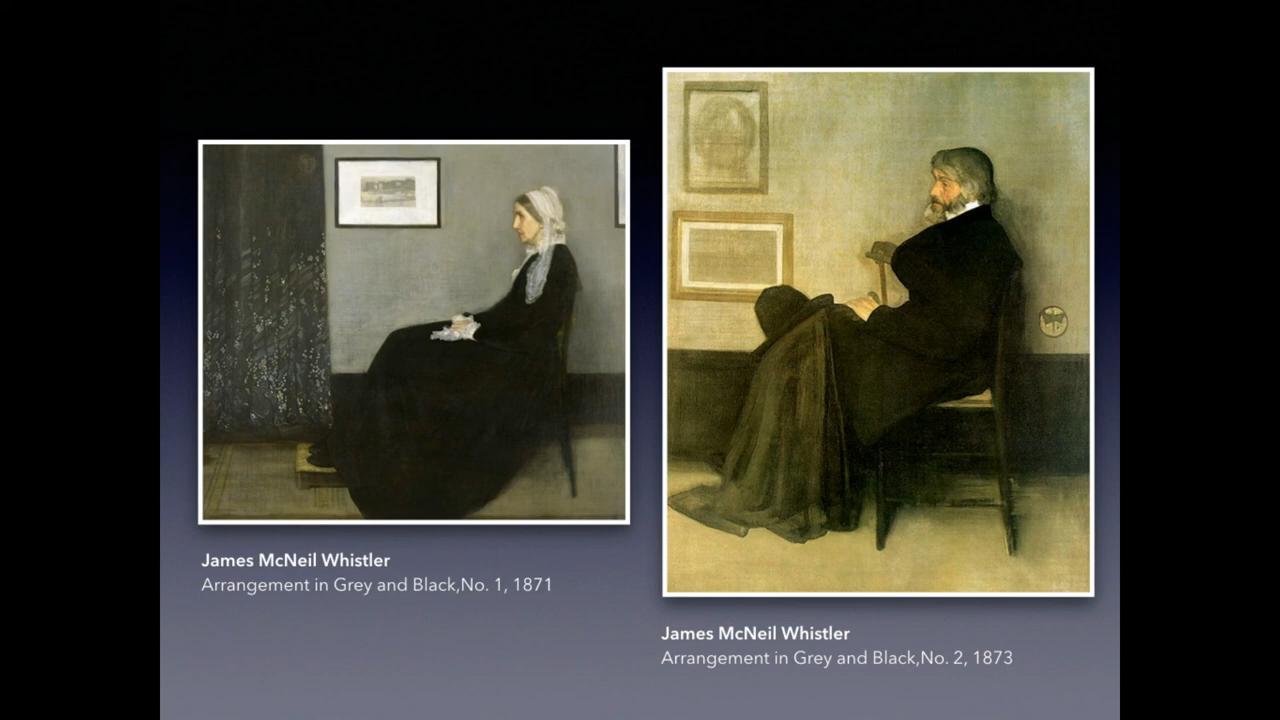 James McNeil Whistler
Arrangement in Grey and Black,No. 1, 1871
James McNeil Whistler
Arrangement in Grey and Black,No. 2, 1873